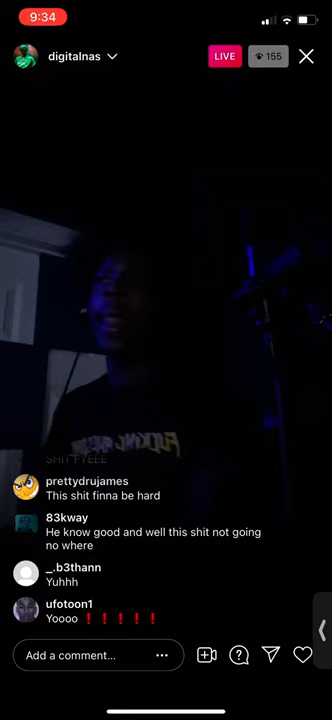 9:34
digitalnas
LIVE
155
SHIT FYEEE
prettydrujames
This shit finna be hard
83kway
He know good and well this shit not going
no where
_.b3thann
Yuhhh
ufotoon1
Yoooo❗❗❗❗❗
Add a comment...